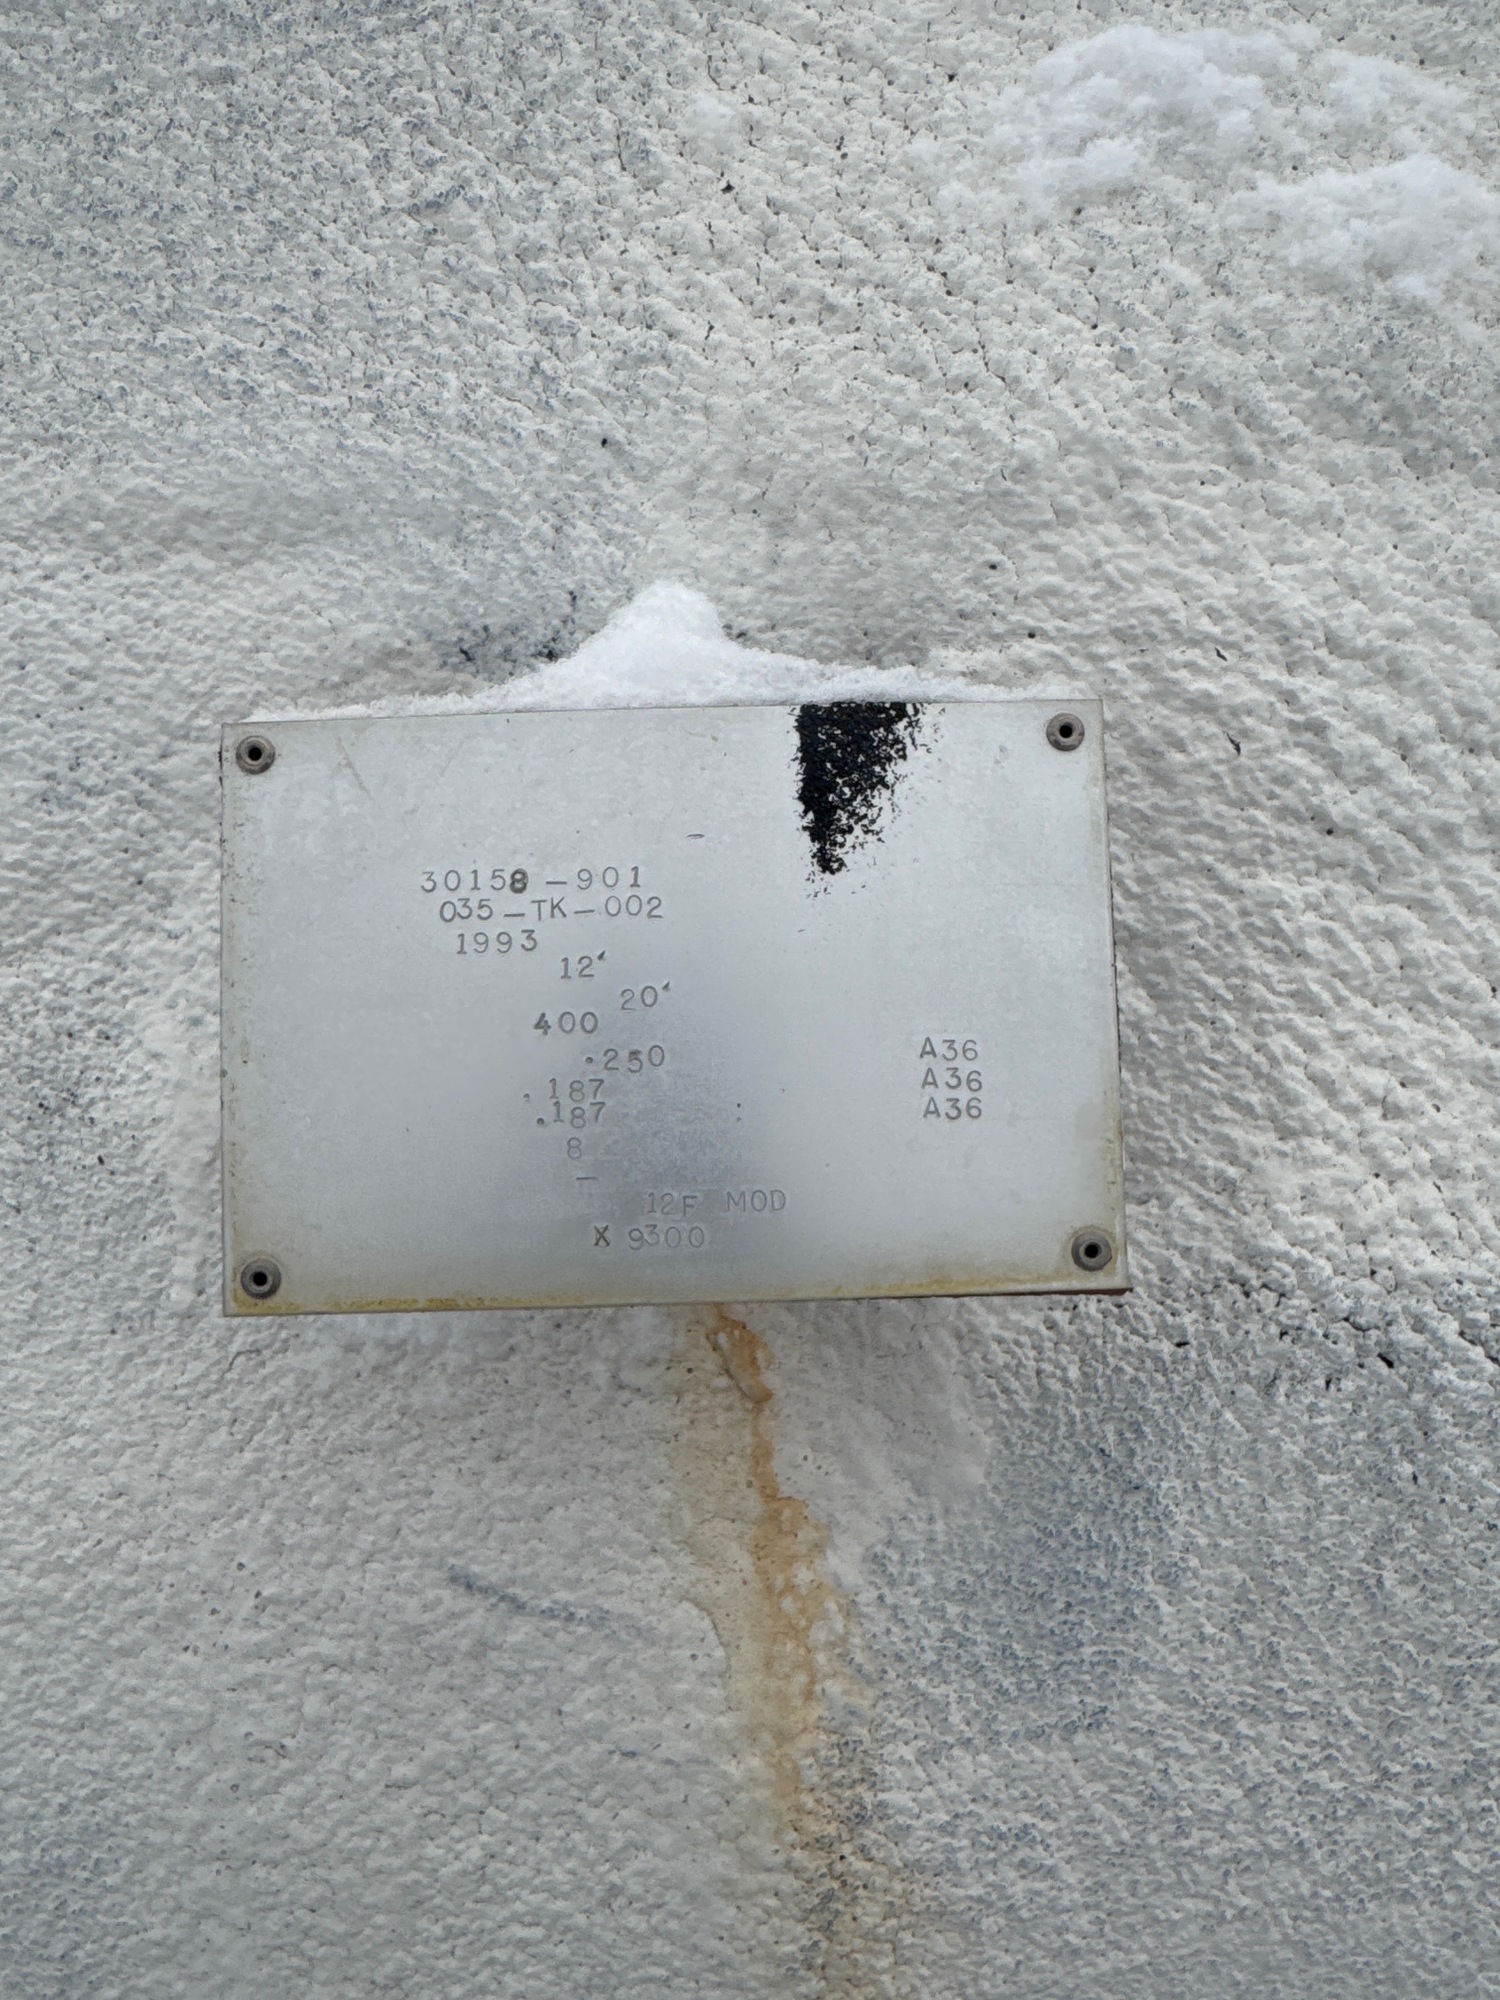 30158-901
035-TK-002
1993
12'
20'
400
.250 A36
.187 A36
.187 A36
8
-
12F MOD
X 9300